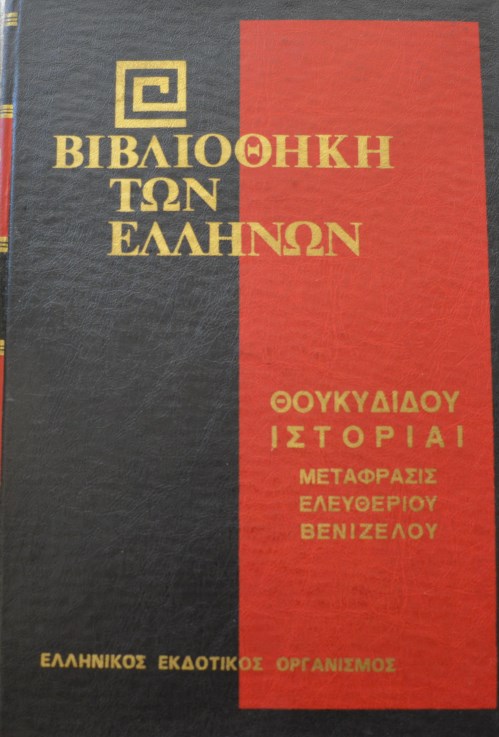 ΒΙΒΛΙΟΘΗΚΗ
ΤΩΝ
ΕΛΛΗΝΩΝ
ΘΟΥΚΥΔΙΔΟΥ
ΙΣΤΟΡΙΑΙ
ΜΕΤΑΦΡΑΣΙΣ
ΕΛΕΥΘΕΡΙΟΥ
ΒΕΝΙΖΕΛΟΥ
ΕΛΛΗΝΙΚΟΣ ΕΚΔΟΤΙΚΟΣ ΟΡΓΑΝΙΣΜΟΣ